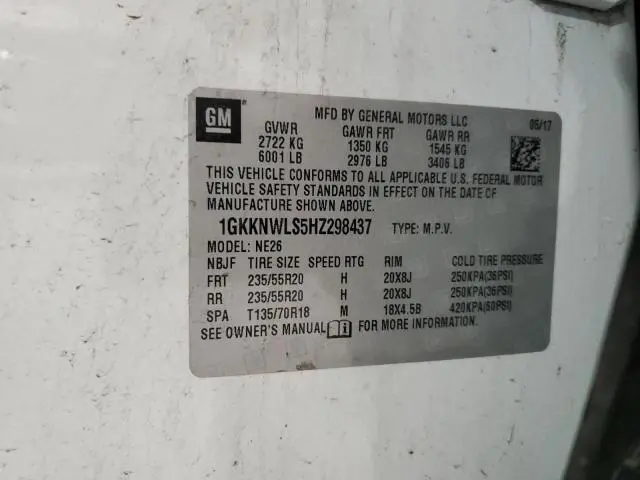 GM
MFD BY GENERAL MOTORS LLC 05/17
GVWR GAWR FRT GAWR RR
2722 KG 1350 KG 1545 KG
6001 LB 2976 LB 3406 LB
THIS VEHICLE CONFORMS TO ALL APPLICABLE U.S. FEDERAL MOTOR
VEHICLE SAFETY STANDARDS IN EFFECT ON THE DATE OF
MANUFACTURE SHOWN ABOVE.
1GKKNWLS5HZ298437 TYPE: M.P.V.
MODEL: NE26
NBJF TIRE SIZE SPEED RTG RIM COLD TIRE PRESSURE
FRT 235/55R20 H 20X8J 250KPA(36PSI)
RR 235/55R20 H 20X8J 250KPA(36PSI)
SPA T135/70R18 M 18X4.5B 420KPA(60PSI)
SEE OWNER'S MANUAL FOR MORE INFORMATION.